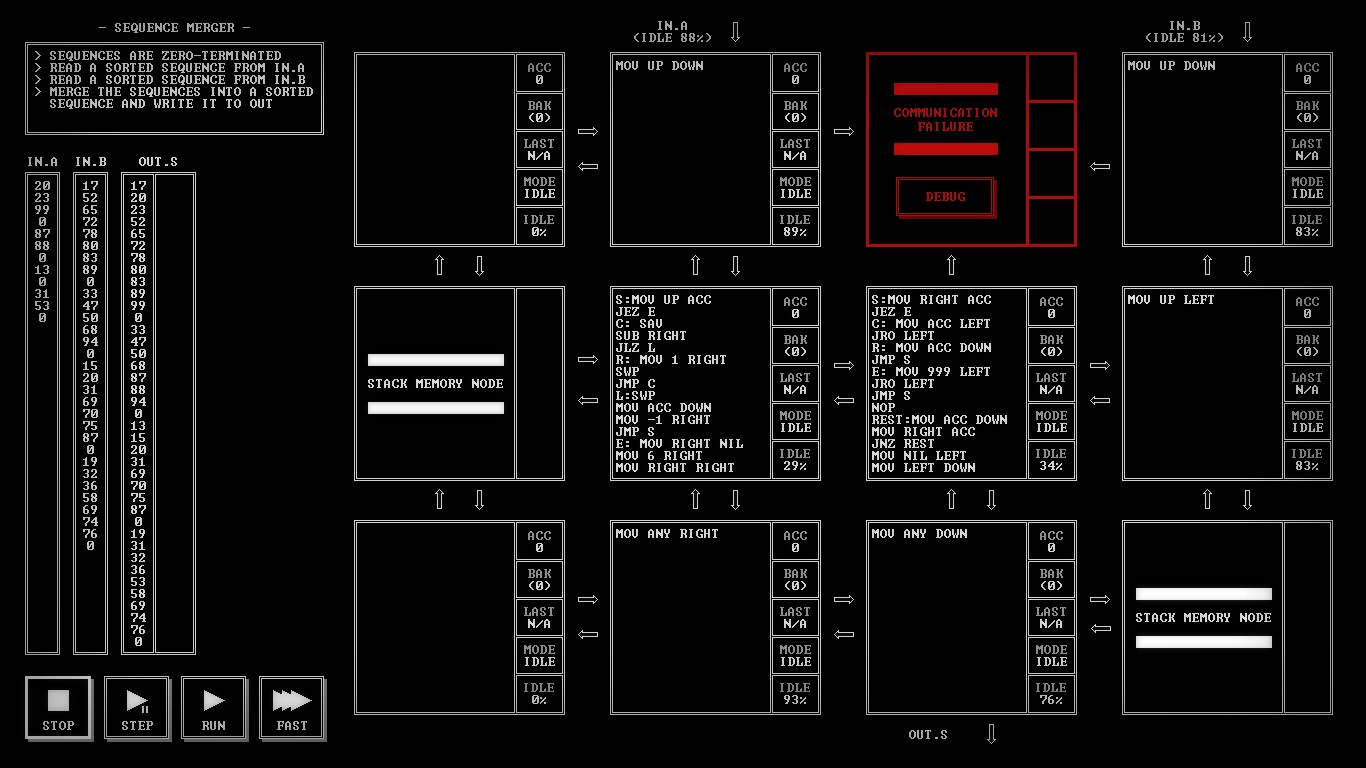 - SEQUENCE MERGER -
> SEQUENCES ARE ZERO-TERMINATED
> READ A SORTED SEQUENCE FROM IN.A
> READ A SORTED SEQUENCE FROM IN.B
> MERGE THE SEQUENCES INTO A SORTED
SEQUENCE AND WRITE IT TO OUT
IN.A IN.B OUT.S
20 17 17
23 52 20
99 65 23
0 72 52
87 78 65
88 80 72
0 83 78
13 89 80
0 0 83
31 33 89
53 47 99
0 50 0
68 33
94 47
0 50
15 68
20 87
31 88
69 94
70 0
75 13
87 15
0 20
19 31
32 69
36 70
58 75
69 87
74 0
76 19
0 31
32
36
53
58
69
74
76
0
STOP
STEP
RUN
FAST
IN.A
(IDLE 88%)
IN.B
(IDLE 81%)
ACC
0
BAK
(0)
LAST
N/A
MODE
IDLE
IDLE
0%
MOV UP DOWN
ACC
0
BAK
(0)
LAST
N/A
MODE
IDLE
IDLE
89%
COMMUNICATION
FAILURE
DEBUG
MOV UP DOWN
ACC
0
BAK
(0)
LAST
N/A
MODE
IDLE
IDLE
83%
STACK MEMORY NODE
S:MOV UP ACC
JEZ E
C: SAV
SUB RIGHT
JLZ L
R: MOV 1 RIGHT
SWP
JMP C
L:SWP
MOV ACC DOWN
MOV -1 RIGHT
JMP S
E: MOV RIGHT NIL
MOV 6 RIGHT
MOV RIGHT RIGHT
ACC
0
BAK
(0)
LAST
N/A
MODE
IDLE
IDLE
29%
S:MOV RIGHT ACC
JEZ E
C: MOV ACC LEFT
JRO LEFT
R: MOV ACC DOWN
JMP S
E: MOV 999 LEFT
JRO LEFT
JMP S
NOP
REST:MOV ACC DOWN
MOV RIGHT ACC
JNZ REST
MOV NIL LEFT
MOV LEFT DOWN
ACC
0
BAK
(0)
LAST
N/A
MODE
IDLE
IDLE
34%
MOV UP LEFT
ACC
0
BAK
(0)
LAST
N/A
MODE
IDLE
IDLE
83%
ACC
0
BAK
(0)
LAST
N/A
MODE
IDLE
IDLE
0%
MOV ANY RIGHT
ACC
0
BAK
(0)
LAST
N/A
MODE
IDLE
IDLE
93%
MOV ANY DOWN
ACC
0
BAK
(0)
LAST
N/A
MODE
IDLE
IDLE
76%
STACK MEMORY NODE
OUT.S